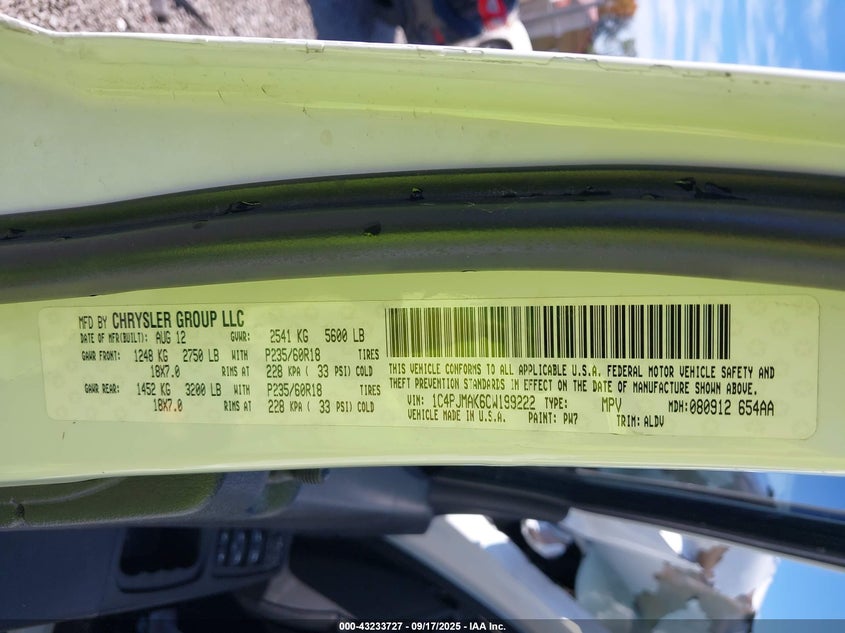 MFD BY CHRYSLER GROUP LLC
DATE OF MFR(BUILT): AUG 12 GVWR: 2541 KG 5600 LB
GAWR FRONT: 1248 KG 2750 LB WITH P235/60R18 TIRES
18X7.0 RIMS AT 228 KPA ( 33 PSI) COLD
GAWR REAR: 1452 KG 3200 LB WITH P235/60R18 TIRES
18X7.0 RIMS AT 228 KPA ( 33 PSI) COLD
THIS VEHICLE CONFORMS TO ALL APPLICABLE U.S.A. FEDERAL MOTOR VEHICLE SAFETY AND
THEFT PREVENTION STANDARDS IN EFFECT ON THE DATE OF MANUFACTURE SHOWN ABOVE.
VIN: 1C4PJMAK6CW199222 TYPE: MPV MDH: 080912 654AA
VEHICLE MADE IN U.S.A. PAINT: PW7 TRIM: ALDV
000-43233727 - 09/17/2025 - IAA Inc.